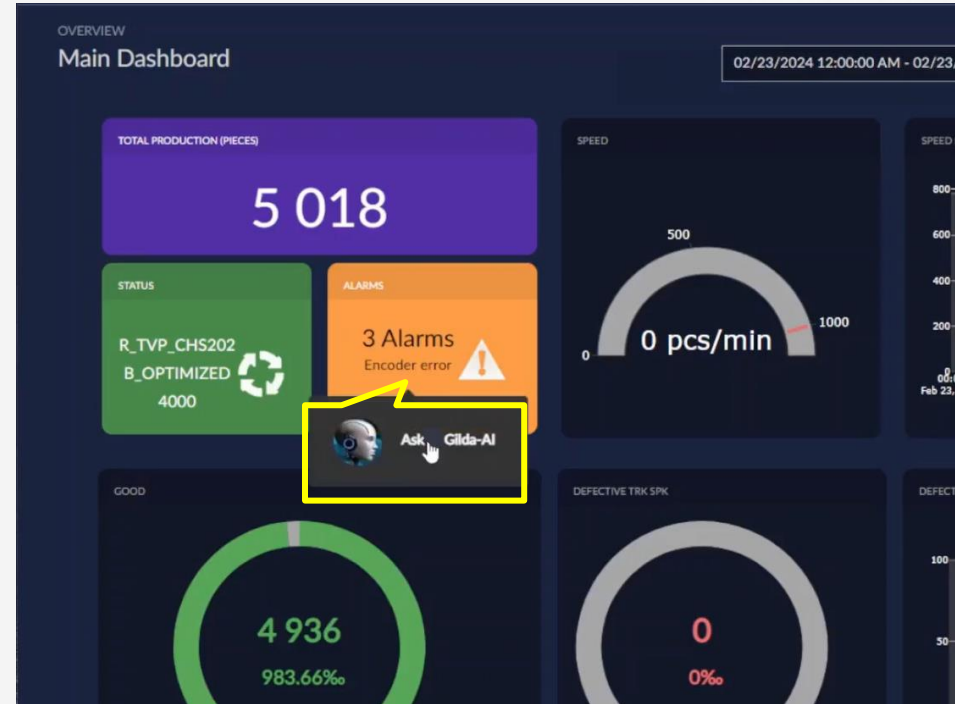 OVERVIEW
Main Dashboard
02/23/2024 12:00:00 AM - 02/23/
TOTAL PRODUCTION (PIECES)
5 018
STATUS
R_TVP_CHS202
B_OPTIMIZED
4000
ALARMS
3 Alarms
Encoder error
Ask Gilda-AI
SPEED
500
0
1000
0 pcs/min
SPEED
800
600
400
200
0
Feb 23,
GOOD
4 936
983.66‰
DEFECTIVE TRK SPK
0
0‰
DEFECT
100
50